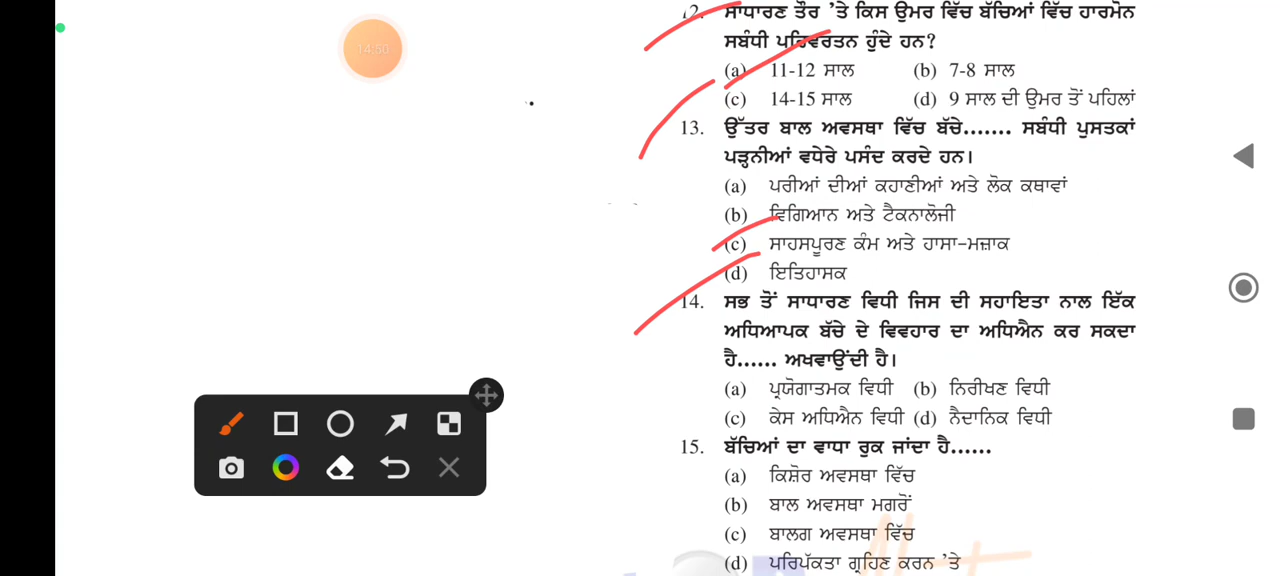 14:50
12. ਸਾਧਾਰਣ ਤੌਰ 'ਤੇ ਕਿਸ ਉਮਰ ਵਿੱਚ ਬੱਚਿਆਂ ਵਿੱਚ ਹਾਰਮੋਨ
ਸਬੰਧੀ ਪਰਿਵਰਤਨ ਹੁੰਦੇ ਹਨ?
(a) 11-12 ਸਾਲ (b) 7-8 ਸਾਲ
(c) 14-15 ਸਾਲ (d) 9 ਸਾਲ ਦੀ ਉਮਰ ਤੋਂ ਪਹਿਲਾਂ
13. ਉੱਤਰ ਬਾਲ ਅਵਸਥਾ ਵਿੱਚ ਬੱਚੇ....... ਸਬੰਧੀ ਪੁਸਤਕਾਂ
ਪੜ੍ਹਨੀਆਂ ਵਧੇਰੇ ਪਸੰਦ ਕਰਦੇ ਹਨ।
(a) ਪਰੀਆਂ ਦੀਆਂ ਕਹਾਣੀਆਂ ਅਤੇ ਲੋਕ ਕਥਾਵਾਂ
(b) ਵਿਗਿਆਨ ਅਤੇ ਟੈਕਨਾਲੋਜੀ
(c) ਸਾਹਸਪੂਰਣ ਕੰਮ ਅਤੇ ਹਾਸਾ-ਮਜ਼ਾਕ
(d) ਇਤਿਹਾਸਕ
14. ਸਭ ਤੋਂ ਸਾਧਾਰਣ ਵਿਧੀ ਜਿਸ ਦੀ ਸਹਾਇਤਾ ਨਾਲ ਇੱਕ
ਅਧਿਆਪਕ ਬੱਚੇ ਦੇ ਵਿਵਹਾਰ ਦਾ ਅਧਿਐਨ ਕਰ ਸਕਦਾ
ਹੈ...... ਅਖਵਾਉਂਦੀ ਹੈ।
(a) ਪ੍ਰਯੋਗਾਤਮਕ ਵਿਧੀ (b) ਨਿਰੀਖਣ ਵਿਧੀ
(c) ਕੇਸ ਅਧਿਐਨ ਵਿਧੀ (d) ਨੈਦਾਨਿਕ ਵਿਧੀ
15. ਬੱਚਿਆਂ ਦਾ ਵਾਧਾ ਰੁਕ ਜਾਂਦਾ ਹੈ......
(a) ਕਿਸ਼ੋਰ ਅਵਸਥਾ ਵਿੱਚ
(b) ਬਾਲ ਅਵਸਥਾ ਮਗਰੋਂ
(c) ਬਾਲਗ ਅਵਸਥਾ ਵਿੱਚ
(d) ਪਰਿਪੱਕਤਾ ਗ੍ਰਹਿਣ ਕਰਨ 'ਤੇ